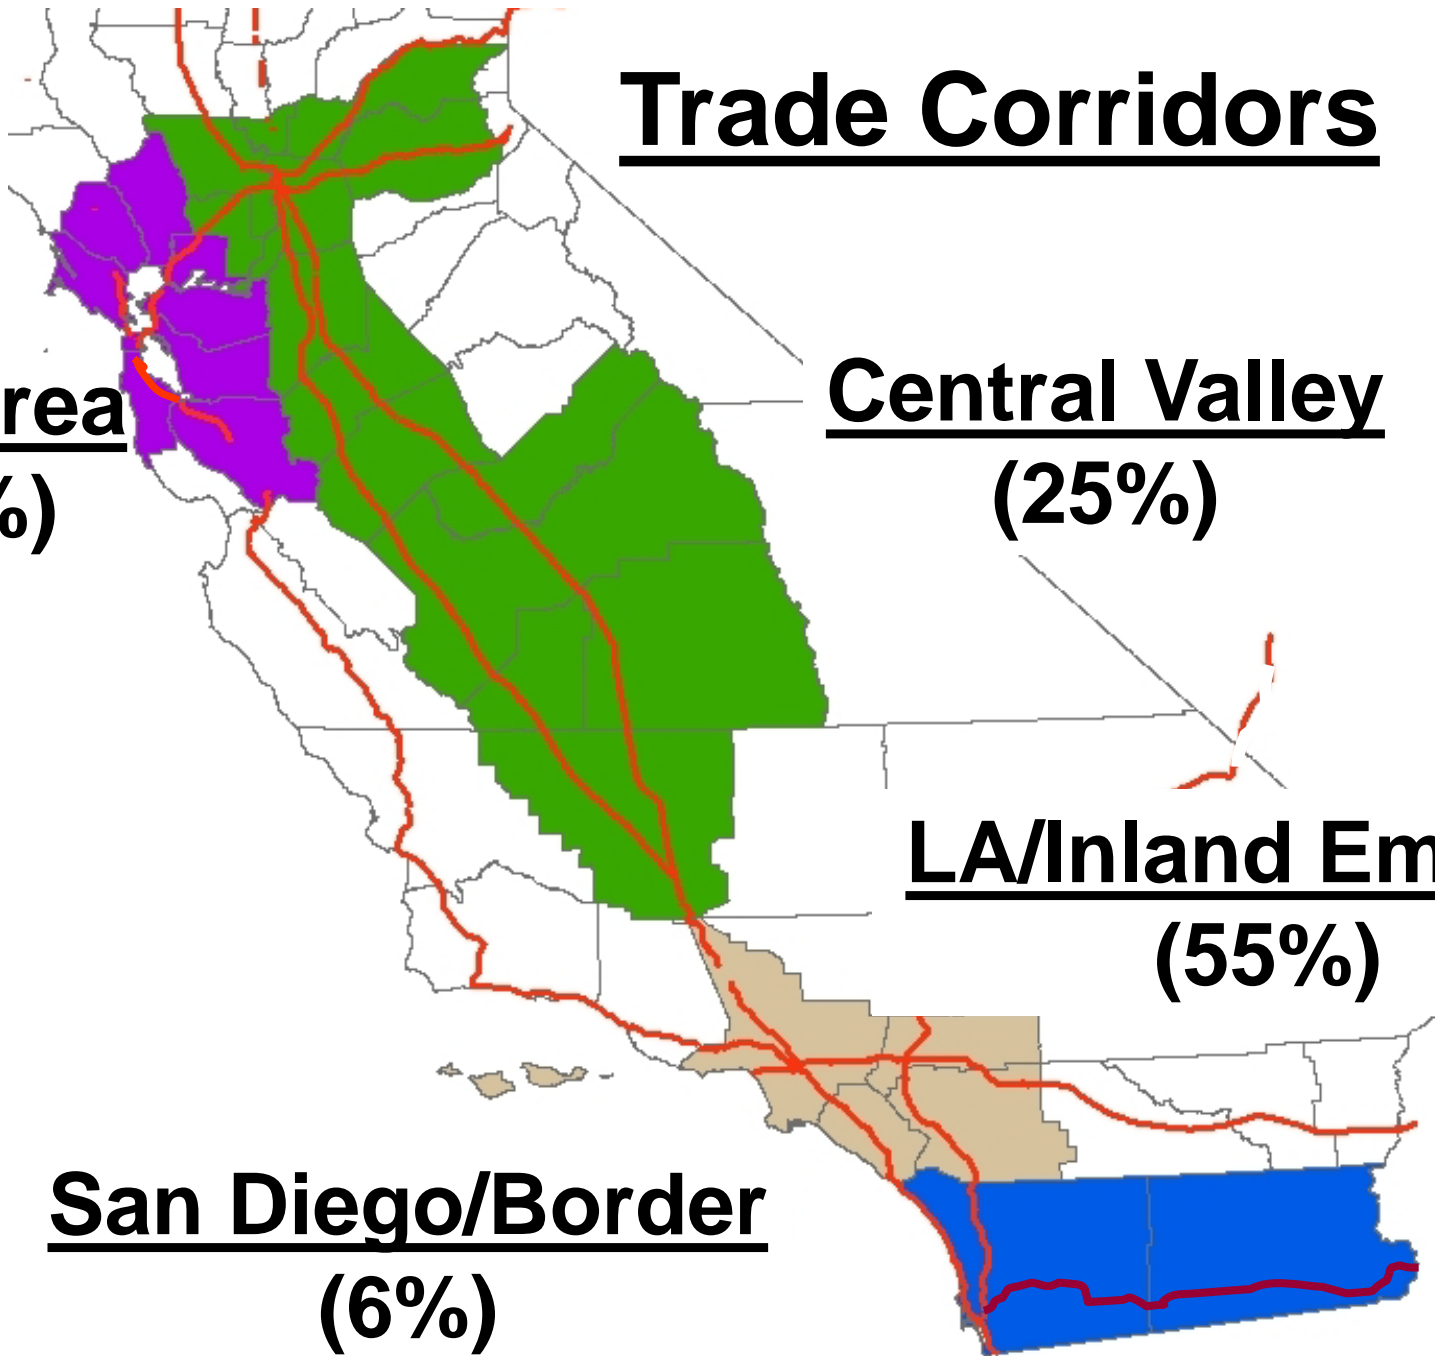 Trade Corridors
Central Valley
(25%)
rea
%)
LA/Inland Em
(55%)
San Diego/Border
(6%)